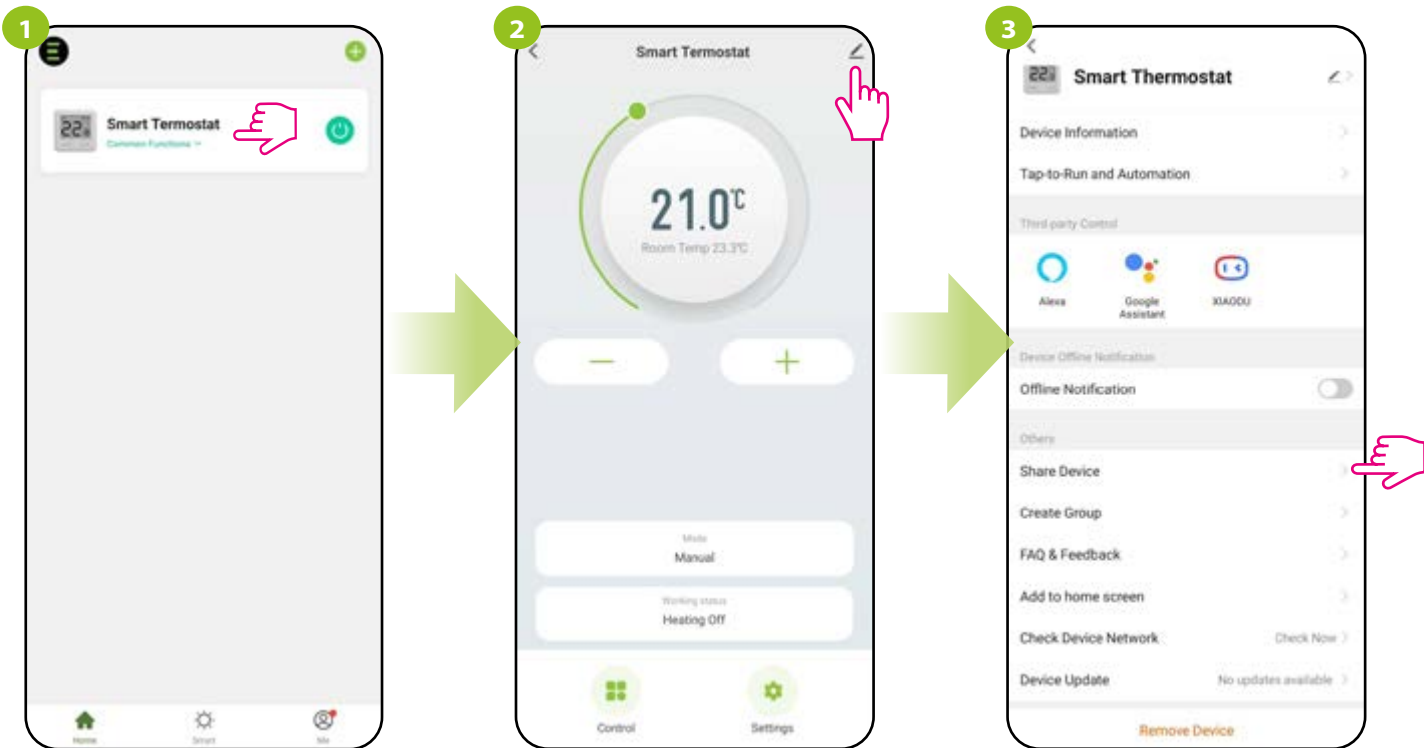 1
22
Smart Termostat
Common Functions
Home
Smart
Me
2
Smart Termostat
21.0°C
Room Temp 23.3°C
Mode
Manual
Working status
Heating Off
Control
Settings
3
22
Smart Thermostat
Device Information
Tap-to-Run and Automation
Third-party Control
Alexa
Google
Assistant
XIAODU
Device Offline Notification
Offline Notification
Others
Share Device
Create Group
FAQ & Feedback
Add to home screen
Check Device Network Check Now
Device Update No updates available
Remove Device